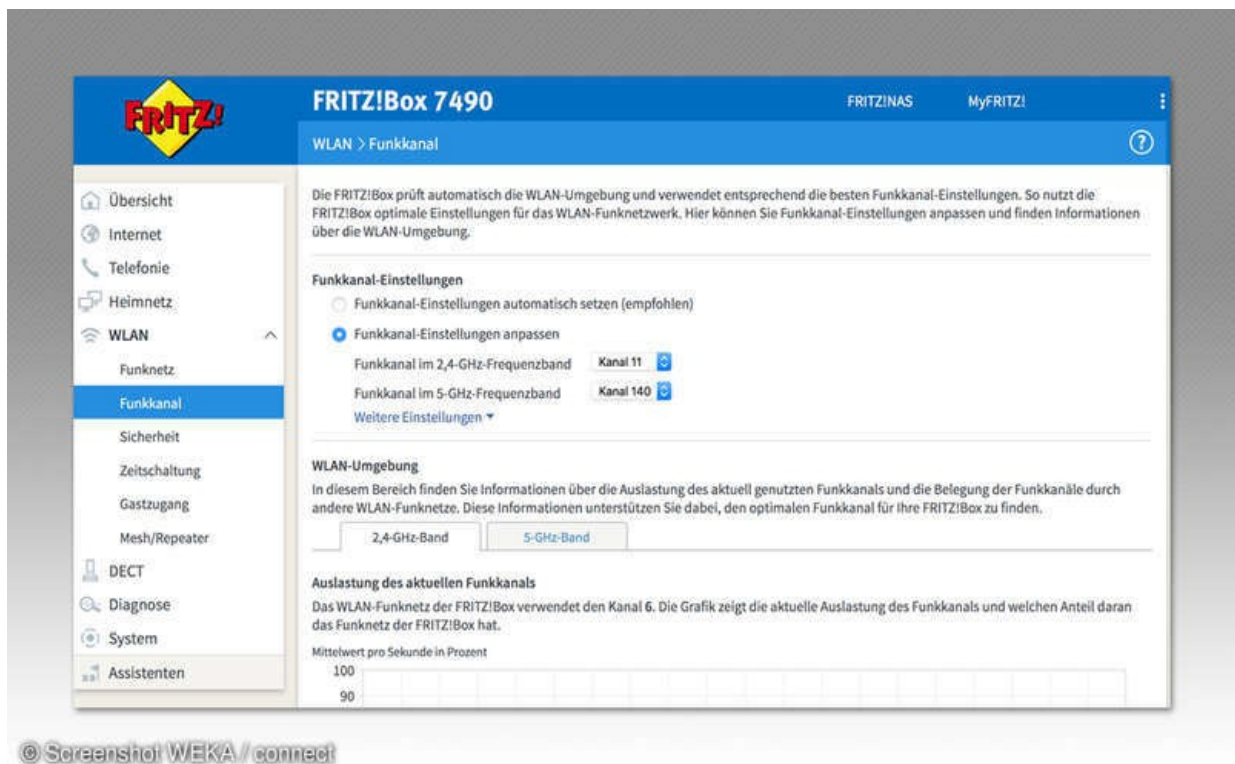 FRITZ!
FRITZ!Box 7490
FRITZ!NAS
MyFRITZ!
WLAN > Funkkanal
?
Übersicht
Internet
Telefonie
Heimnetz
WLAN
Funknetz
Funkkanal
Sicherheit
Zeitschaltung
Gastzugang
Mesh/Repeater
DECT
Diagnose
System
Assistenten
Die FRITZ!Box prüft automatisch die WLAN-Umgebung und verwendet entsprechend die besten Funkkanal-Einstellungen. So nutzt die
FRITZ!Box optimale Einstellungen für das WLAN-Funknetzwerk. Hier können Sie Funkkanal-Einstellungen anpassen und finden Informationen
über die WLAN-Umgebung.
Funkkanal-Einstellungen
Funkkanal-Einstellungen automatisch setzen (empfohlen)
Funkkanal-Einstellungen anpassen
Funkkanal im 2,4-GHz-Frequenzband Kanal 11
Funkkanal im 5-GHz-Frequenzband Kanal 140
Weitere Einstellungen
WLAN-Umgebung
In diesem Bereich finden Sie Informationen über die Auslastung des aktuell genutzten Funkkanals und die Belegung der Funkkanäle durch
andere WLAN-Funknetze. Diese Informationen unterstützen Sie dabei, den optimalen Funkkanal für Ihre FRITZ!Box zu finden.
2,4-GHz-Band
5-GHz-Band
Auslastung des aktuellen Funkkanals
Das WLAN-Funknetz der FRITZ!Box verwendet den Kanal 6. Die Grafik zeigt die aktuelle Auslastung des Funkkanals und welchen Anteil daran
das Funknetz der FRITZ!Box hat.
Mittelwert pro Sekunde in Prozent
100
90
© Screenshot WEKA / connect